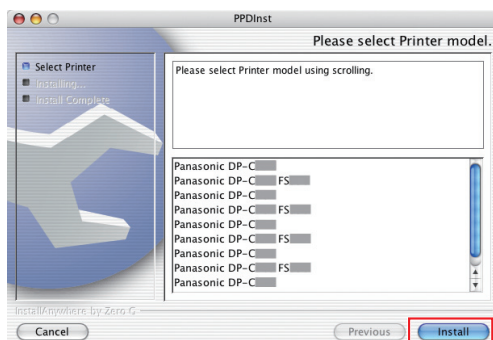 PPDInst
Please select Printer model.
Select Printer
Installing...
Install Complete
Please select Printer model using scrolling.
Panasonic DP-C
Panasonic DP-C FS
Panasonic DP-C
Panasonic DP-C FS
Panasonic DP-C
Panasonic DP-C FS
Panasonic DP-C
Panasonic DP-C FS
Panasonic DP-C
InstallAnywhere by Zero G
Cancel
Previous
Install